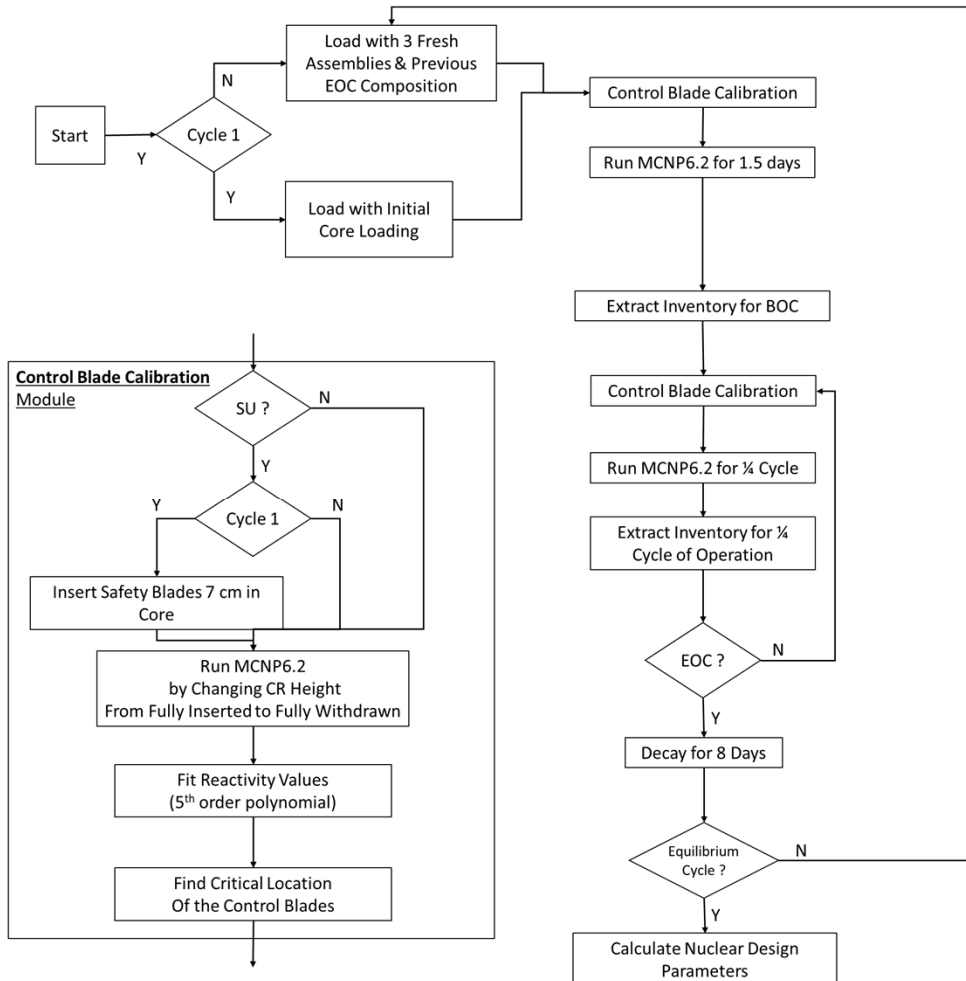 Load with 3 Fresh
Assemblies & Previous
EOC Composition
N
Start
Y
Cycle 1
Y
Load with Initial
Core Loading
Control Blade Calibration
Run MCNP6.2 for 1.5 days
Extract Inventory for BOC
Control Blade Calibration
Run MCNP6.2 for ¼ Cycle
Extract Inventory for ¼
Cycle of Operation
EOC ?
N
Y
Decay for 8 Days
Equilibrium
Cycle ?
N
Y
Calculate Nuclear Design
Parameters
Control Blade Calibration
Module
SU ?
N
Y
Y
Cycle 1
N
Insert Safety Blades 7 cm in
Core
Run MCNP6.2
by Changing CR Height
From Fully Inserted to Fully Withdrawn
Fit Reactivity Values
(5th order polynomial)
Find Critical Location
Of the Control Blades